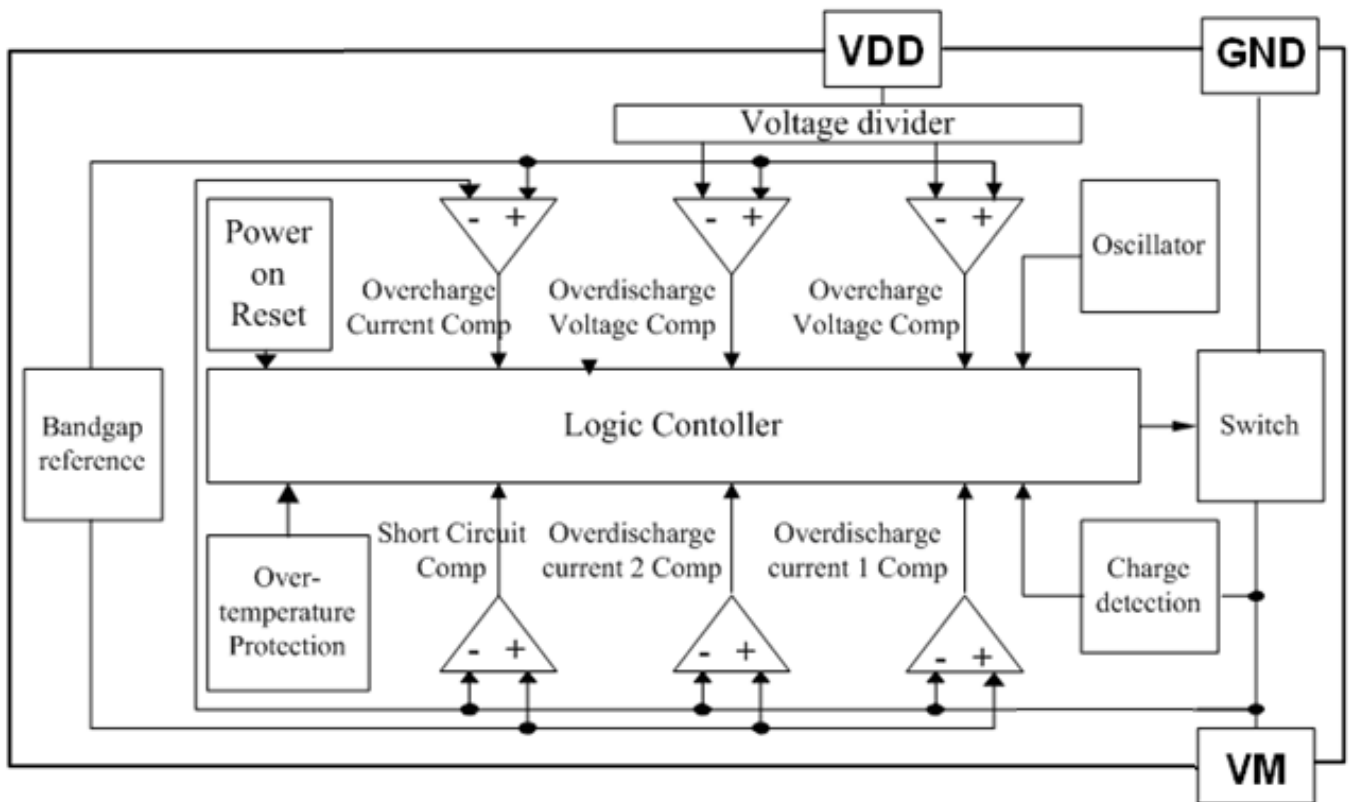 VDD
GND
Voltage divider
- +
- +
- +
Power
on
Reset
Oscillator
Overcharge
Current Comp
Overdischarge
Voltage Comp
Overcharge
Voltage Comp
Bandgap
reference
Logic Contoller
Switch
Short Circuit
Comp
Overdischarge
current 2 Comp
Overdischarge
current 1 Comp
Over-
temperature
Protection
Charge
detection
- +
- +
- +
VM